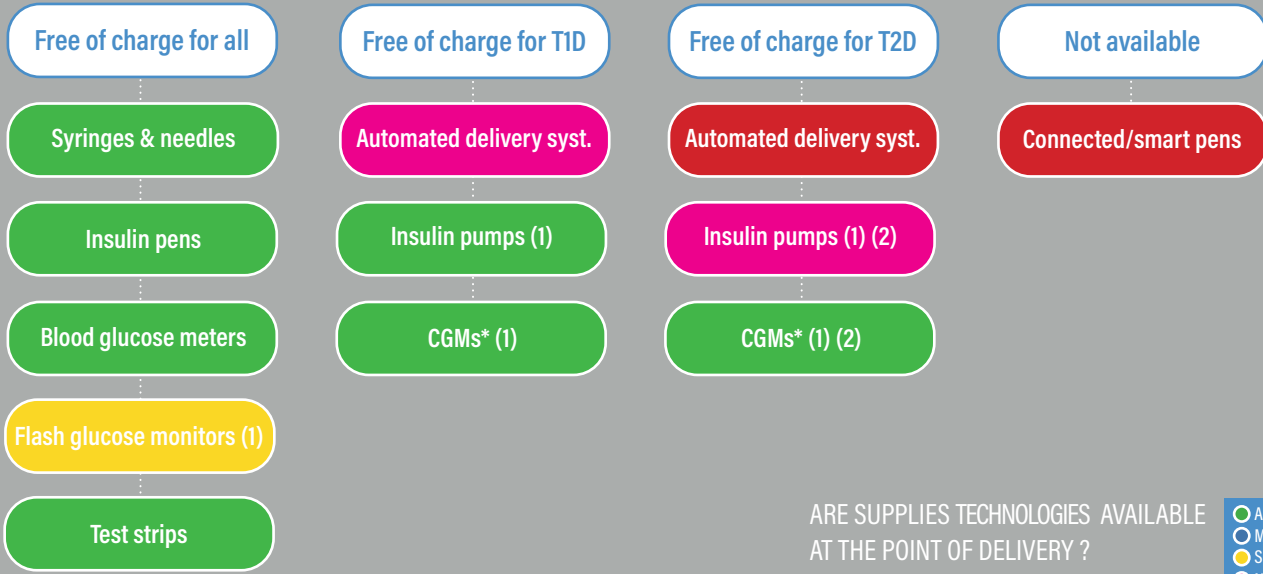 Free of charge for all
Syringes & needles
Insulin pens
Blood glucose meters
Flash glucose monitors (1)
Test strips
Free of charge for T1D
Automated delivery syst.
Insulin pumps (1)
CGMs* (1)
Free of charge for T2D
Automated delivery syst.
Insulin pumps (1) (2)
CGMs* (1) (2)
Not available
Connected/smart pens
ARE SUPPLIES TECHNOLOGIES AVAILABLE
AT THE POINT OF DELIVERY ?